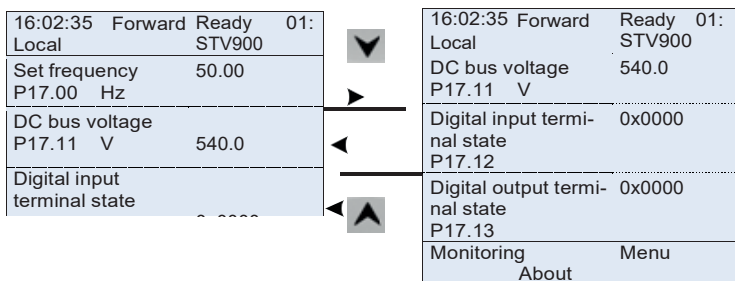 16:02:35 Forward Ready 01:
Local STV900
Set frequency 50.00
P17.00 Hz
DC bus voltage
P17.11 V 540.0
Digital input
terminal state
16:02:35 Forward Ready 01:
Local STV900
DC bus voltage 540.0
P17.11 V
Digital input termi- 0x0000
nal state
P17.12
Digital output termi- 0x0000
nal state
P17.13
Monitoring Menu
About